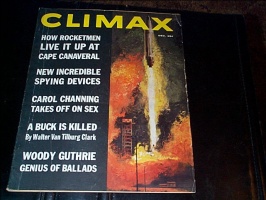 CLIMAX
HOW ROCKETMEN
LIVE IT UP AT
CAPE CANAVERAL
NEW INCREDIBLE
SPYING DEVICES
CAROL CHANNING
TAKES OFF ON SEX
A BUCK IS KILLED
By Walter Van Tilburg Clark
WOODY GUTHRIE
GENIUS OF BALLADS